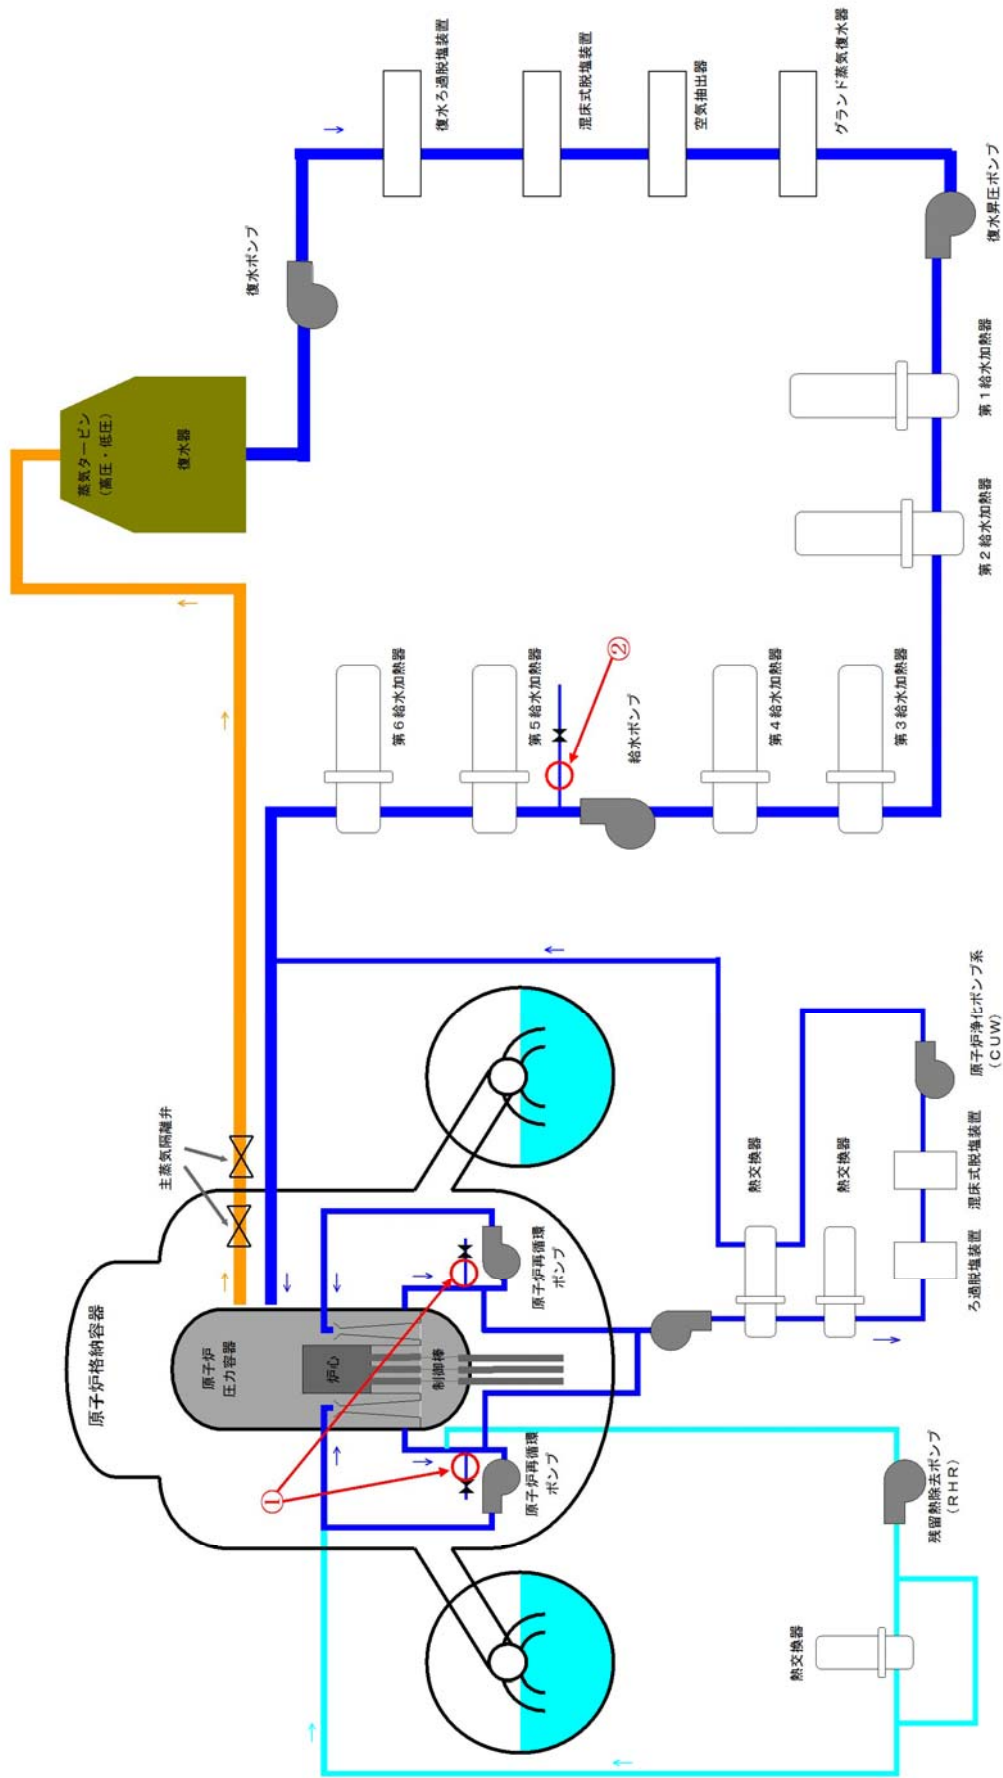 原子炉格納容器
主蒸気隔離弁
蒸気タービン
(高圧・低圧)
復水器
復水ポンプ
復水ろ過脱塩装置
混床式脱塩装置
空気抽出器
グランド蒸気復水器
復水昇圧ポンプ
第1給水加熱器
第2給水加熱器
第3給水加熱器
第4給水加熱器
給水ポンプ
②
第5給水加熱器
第6給水加熱器
原子炉
圧力容器
炉心
制御棒
①
原子炉再循環
ポンプ
原子炉再循環
ポンプ
熱交換器
熱交換器
原子炉浄化ポンプ系
(CUW)
混床式脱塩装置
ろ過脱塩装置
残留熱除去ポンプ
(RHR)
熱交換器